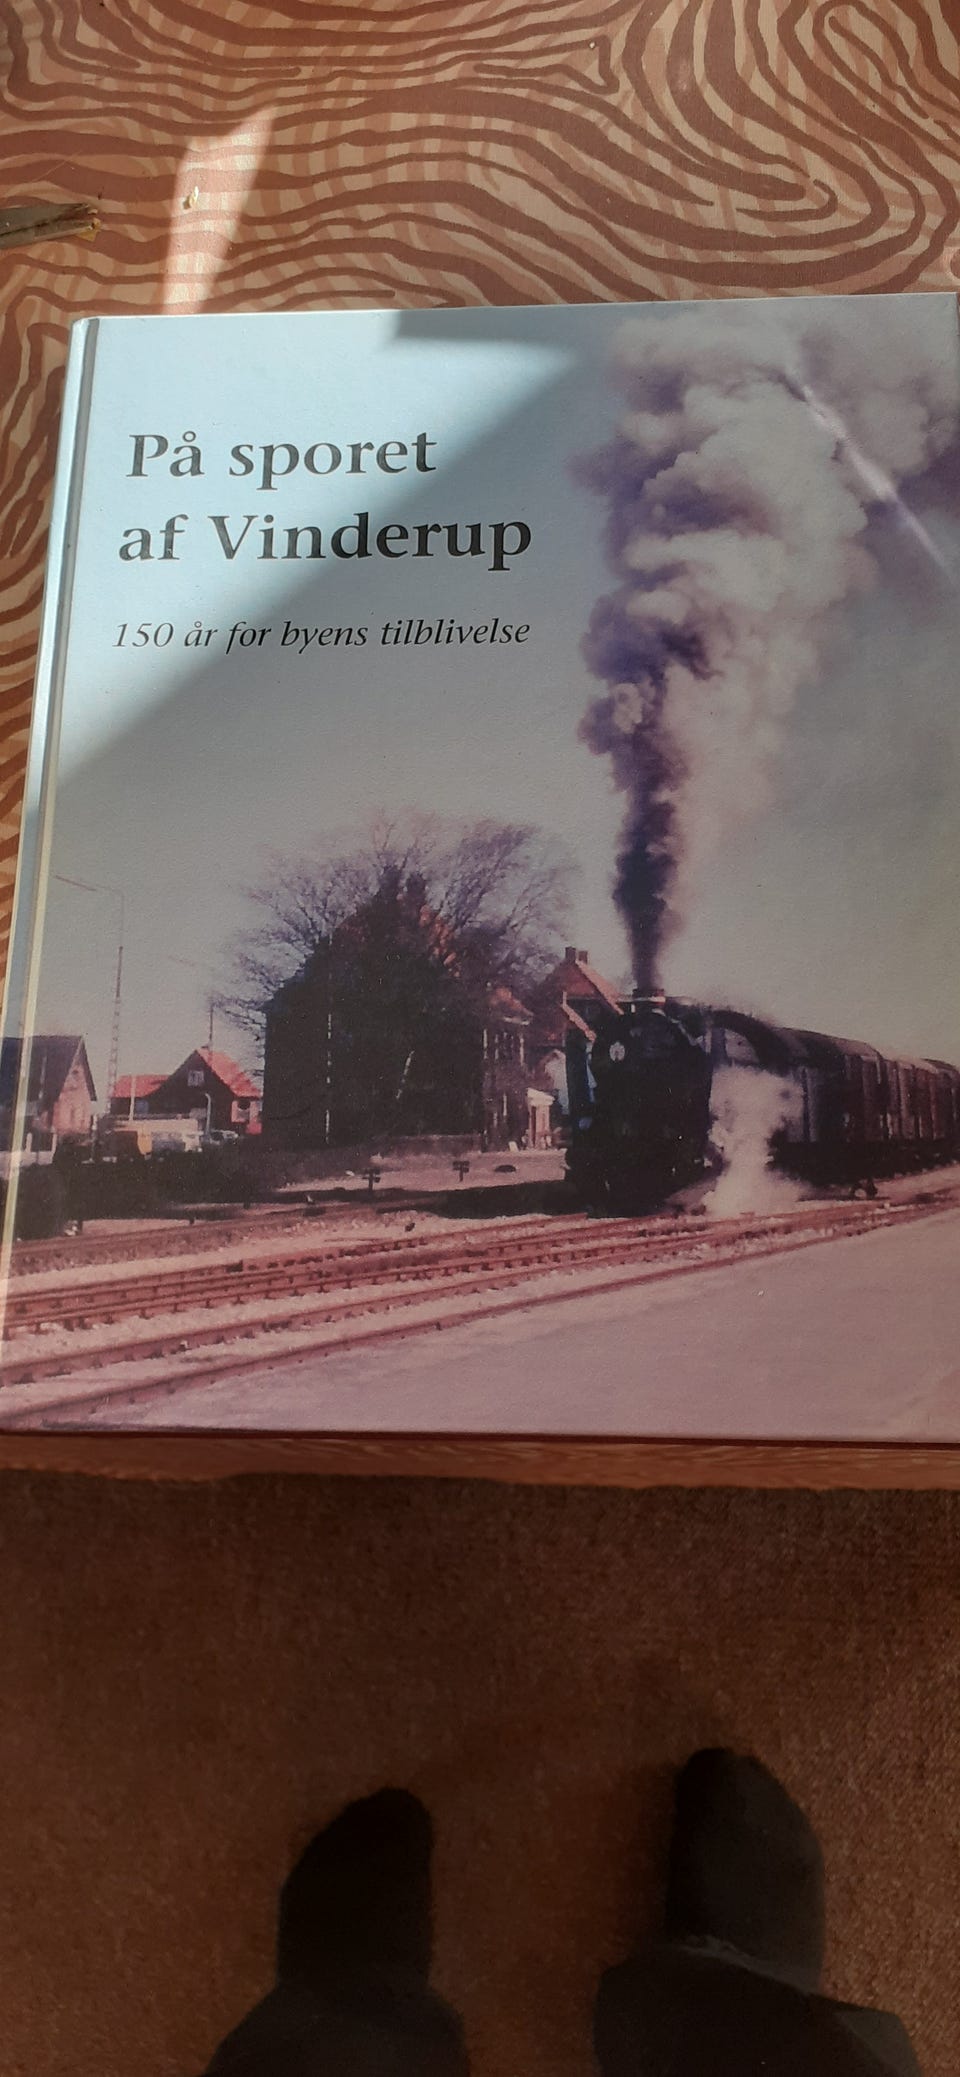 På sporet
af Vinderup
150 år for byens tilblivelse